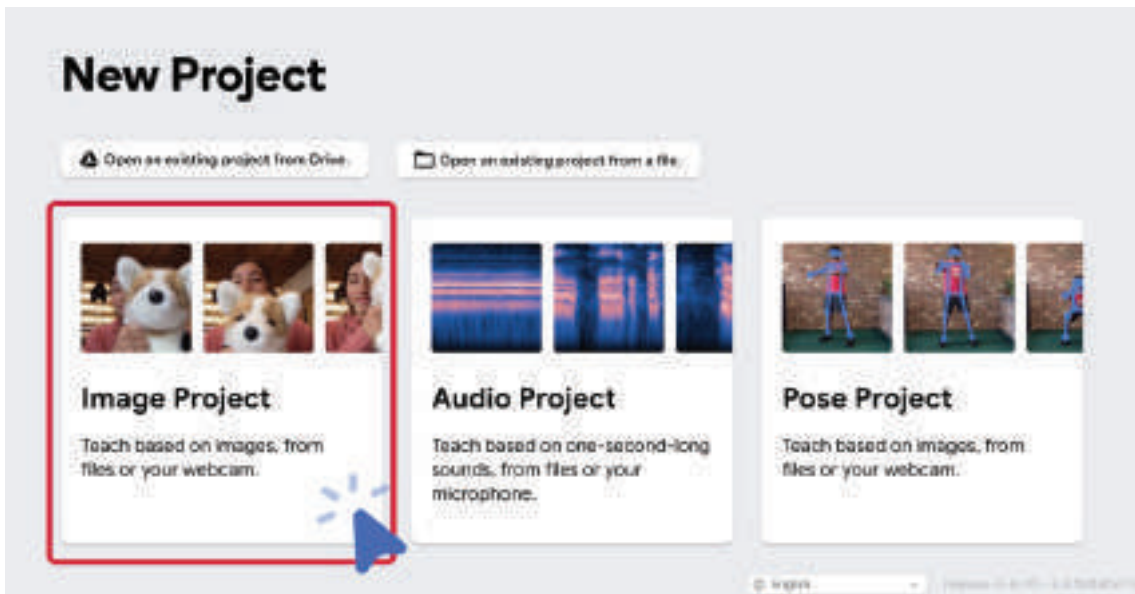 New Project
Open an existing project from Drive.
Open an existing project from a file.
Image Project
Teach based on images, from
files or your webcam.
Audio Project
Teach based on one-second-long
sounds, from files or your
microphone.
Pose Project
Teach based on images, from
files or your webcam.
English